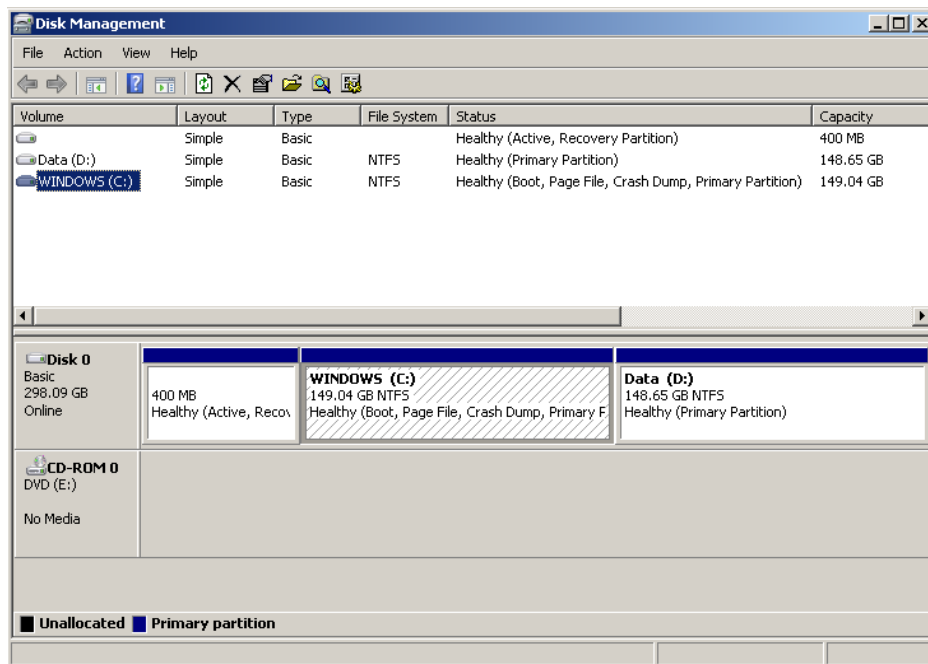 Disk Management
File Action View Help
Volume Layout Type File System Status Capacity
Simple Basic Healthy (Active, Recovery Partition) 400 MB
Data (D:) Simple Basic NTFS Healthy (Primary Partition) 148.65 GB
WINDOWS (C:) Simple Basic NTFS Healthy (Boot, Page File, Crash Dump, Primary Partition) 149.04 GB
Disk 0
Basic
298.09 GB
Online
400 MB
Healthy (Active, Recov
WINDOWS (C:)
149.04 GB NTFS
Healthy (Boot, Page File, Crash Dump, Primary F
Data (D:)
148.65 GB NTFS
Healthy (Primary Partition)
CD-ROM 0
DVD (E:)
No Media
Unallocated Primary partition